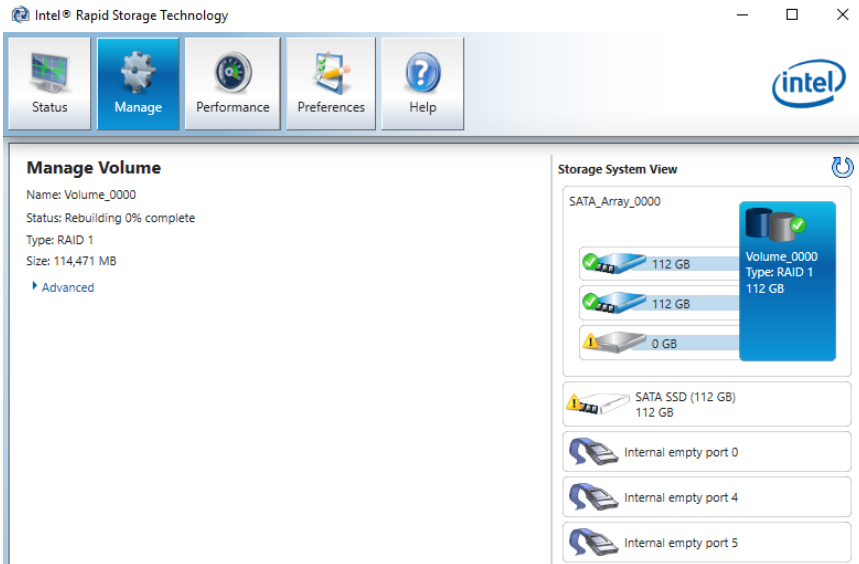 Intel® Rapid Storage Technology
Status
Manage
Performance
Preferences
Help
intel
Manage Volume
Name: Volume_0000
Status: Rebuilding 0% complete
Type: RAID 1
Size: 114,471 MB
Advanced
Storage System View
SATA_Array_0000
112 GB
112 GB
0 GB
Volume_0000
Type: RAID 1
112 GB
SATA SSD (112 GB)
112 GB
Internal empty port 0
Internal empty port 4
Internal empty port 5